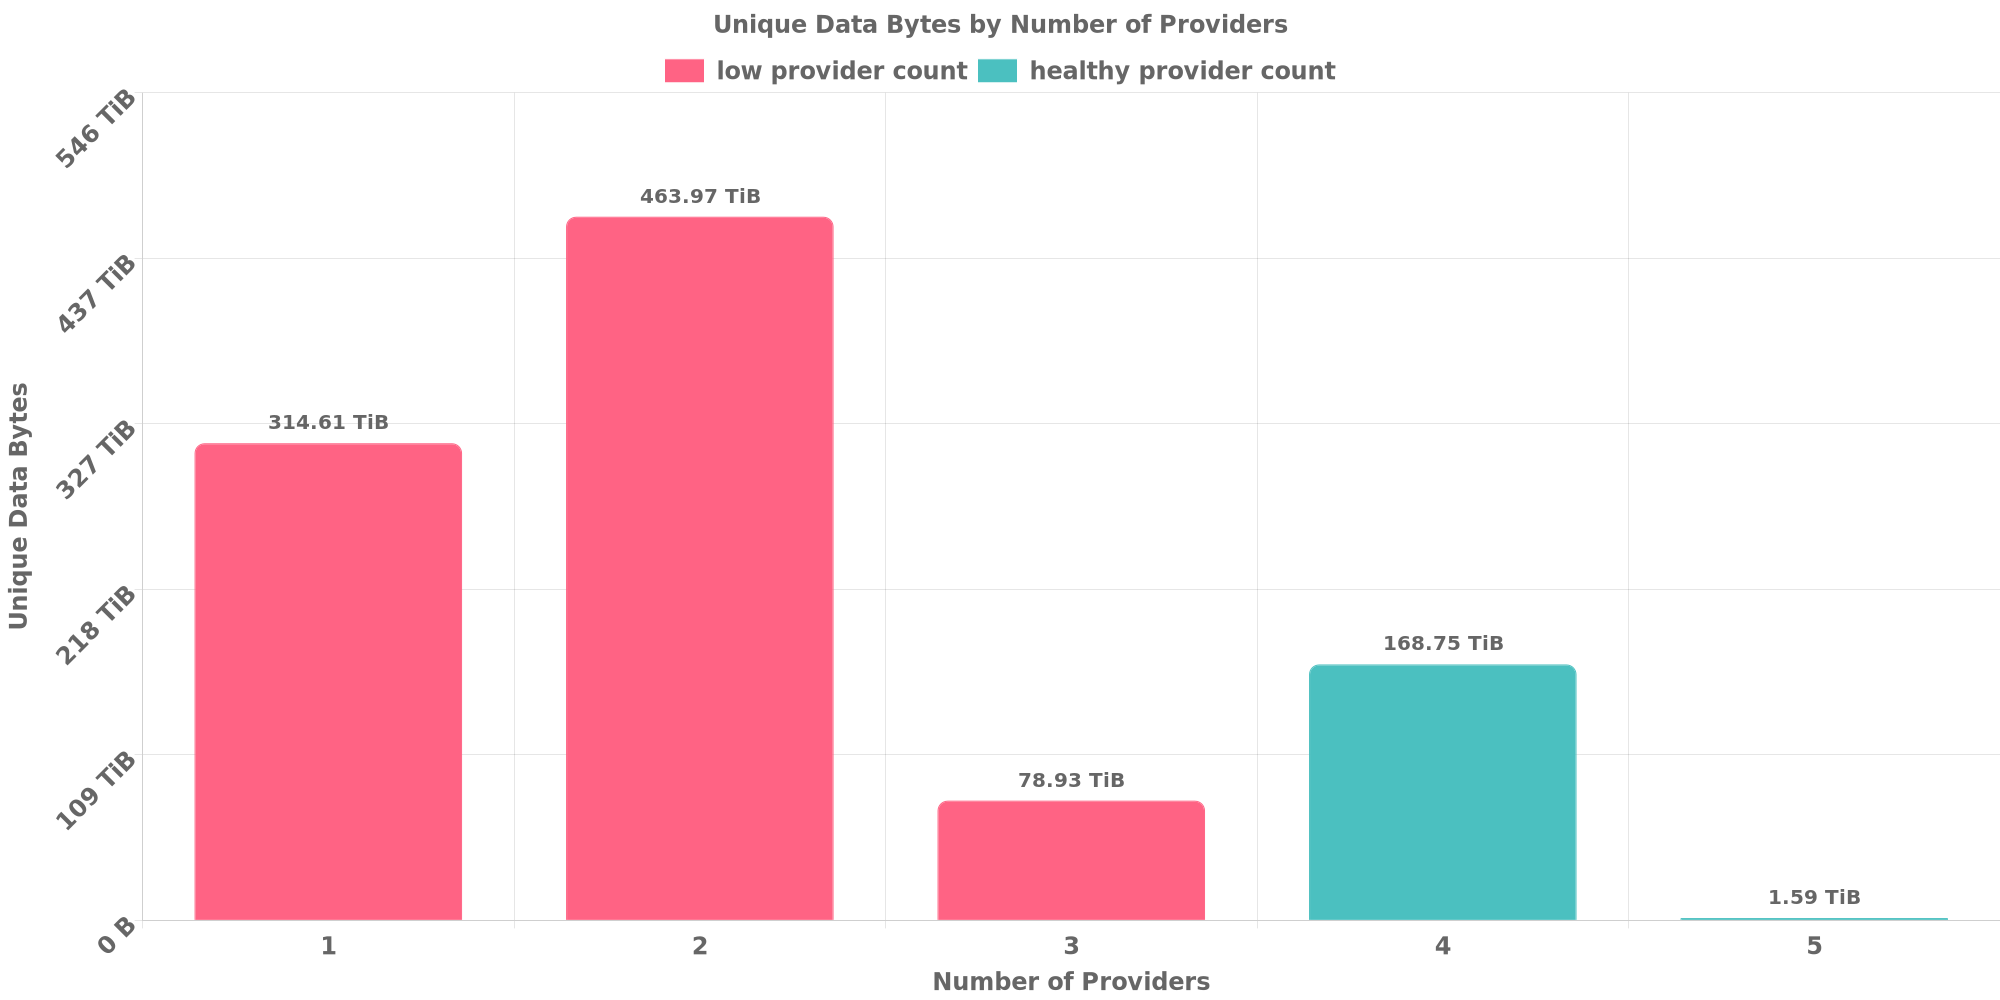 Unique Data Bytes by Number of Providers
low provider count healthy provider count
546 TiB
437 TiB
327 TiB
218 TiB
109 TiB
0 B
Unique Data Bytes
314.61 TiB
463.97 TiB
78.93 TiB
168.75 TiB
1.59 TiB
1 2 3 4 5
Number of Providers